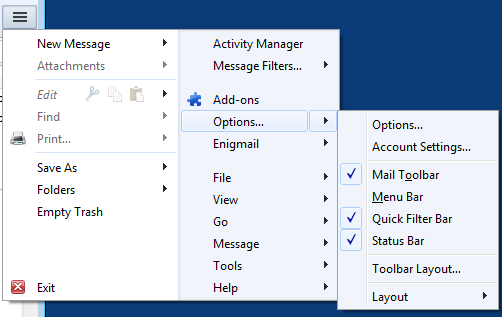 New Message
Attachments
Edit
Find
Print...
Save As
Folders
Empty Trash
Exit
Activity Manager
Message Filters...
Add-ons
Options...
Enigmail
File
View
Go
Message
Tools
Help
Options...
Account Settings...
Mail Toolbar
Menu Bar
Quick Filter Bar
Status Bar
Toolbar Layout...
Layout